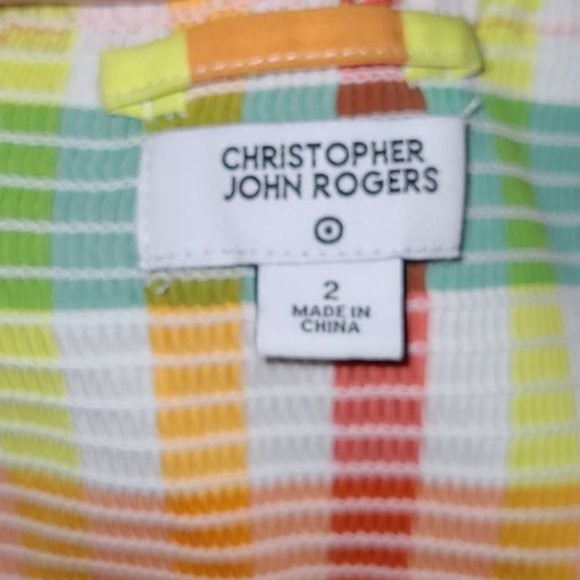 CHRISTOPHER
JOHN ROGERS
2
MADE IN
CHINA